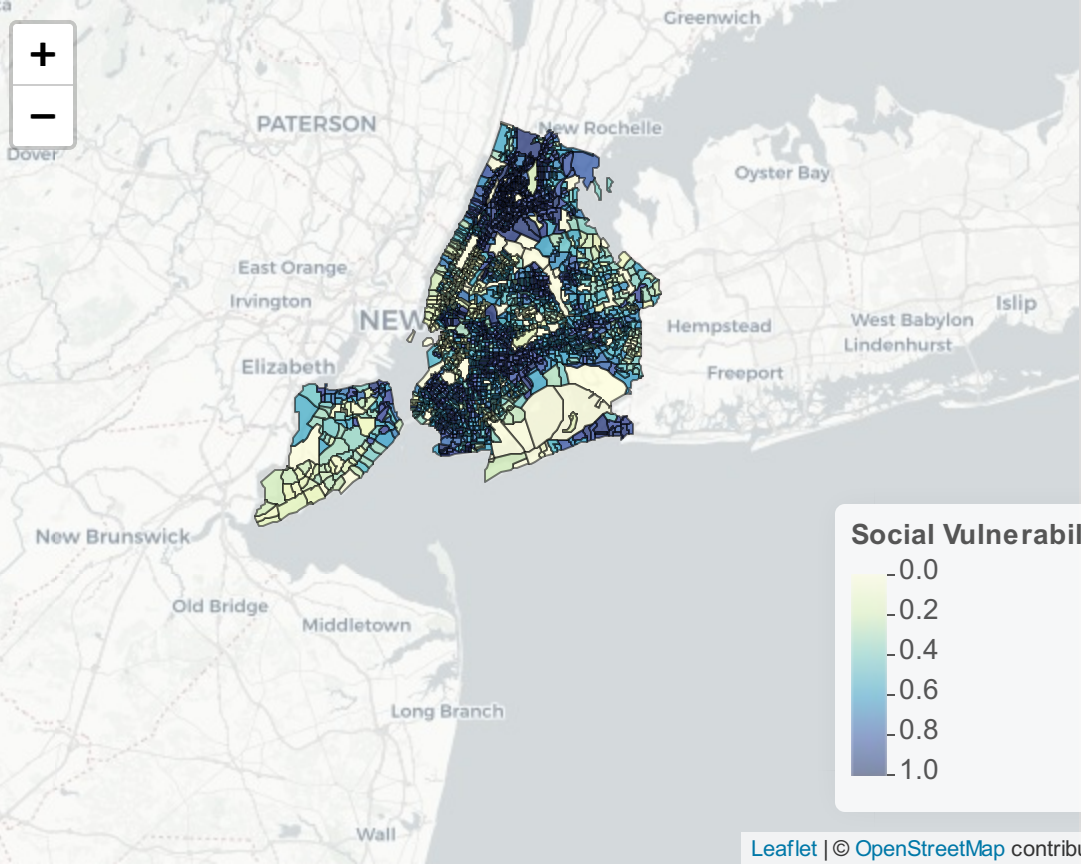 Greenwich
+
−
PATERSON
New Rochelle
Dover
Oyster Bay
East Orange
Irvington
NEW
Islip
West Babylon
Hempstead
Lindenhurst
Elizabeth
Freeport
New Brunswick
Social Vulnerabil
0.0
0.2
0.4
0.6
0.8
1.0
Old Bridge
Middletown
Long Branch
Wall
Leaflet | © OpenStreetMap contribu